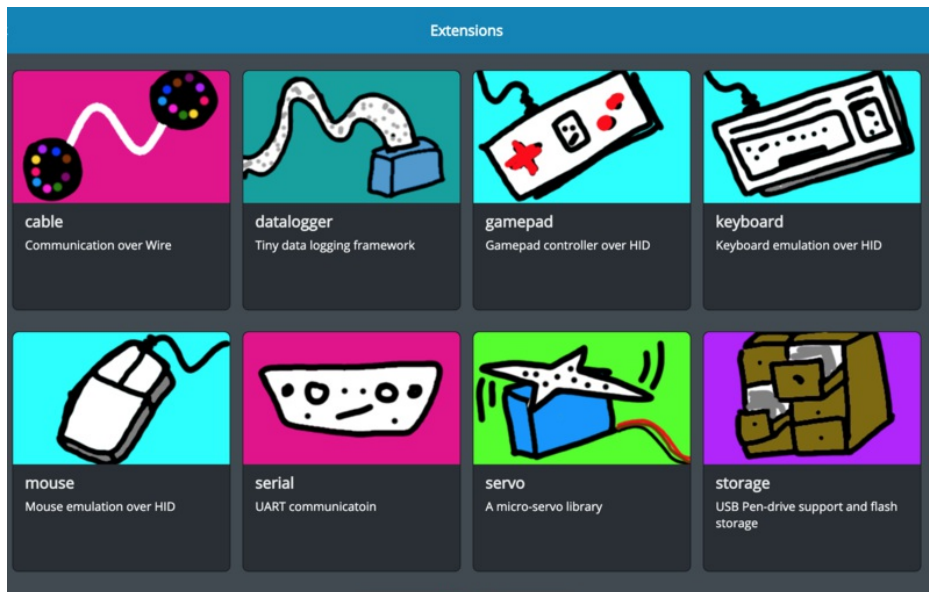 Extensions
cable
Communication over Wire
datalogger
Tiny data logging framework
gamepad
Gamepad controller over HID
keyboard
Keyboard emulation over HID
mouse
Mouse emulation over HID
serial
UART communicatoin
servo
A micro-servo library
storage
USB Pen-drive support and flash
storage